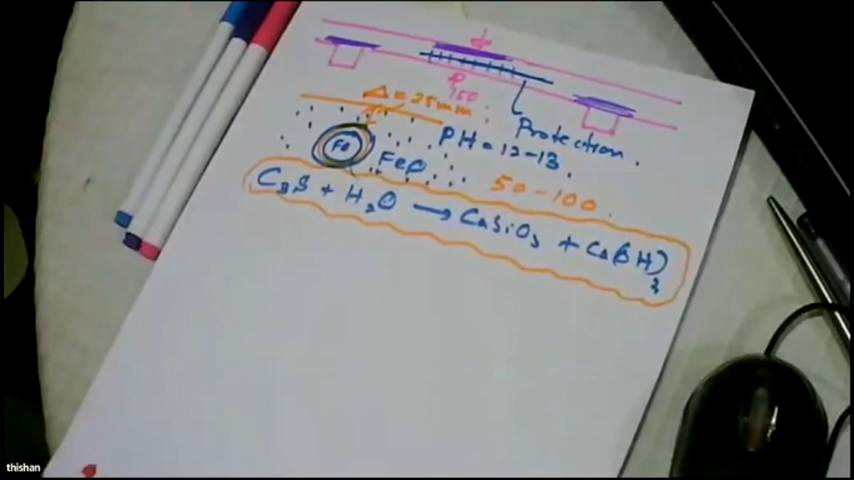 P
150
Δ = 25mm
Protection.
PH = 12-13.
Fe
FeO
50-100.
C3S + H2O → CaSiO3 + Ca(OH)2
thishan